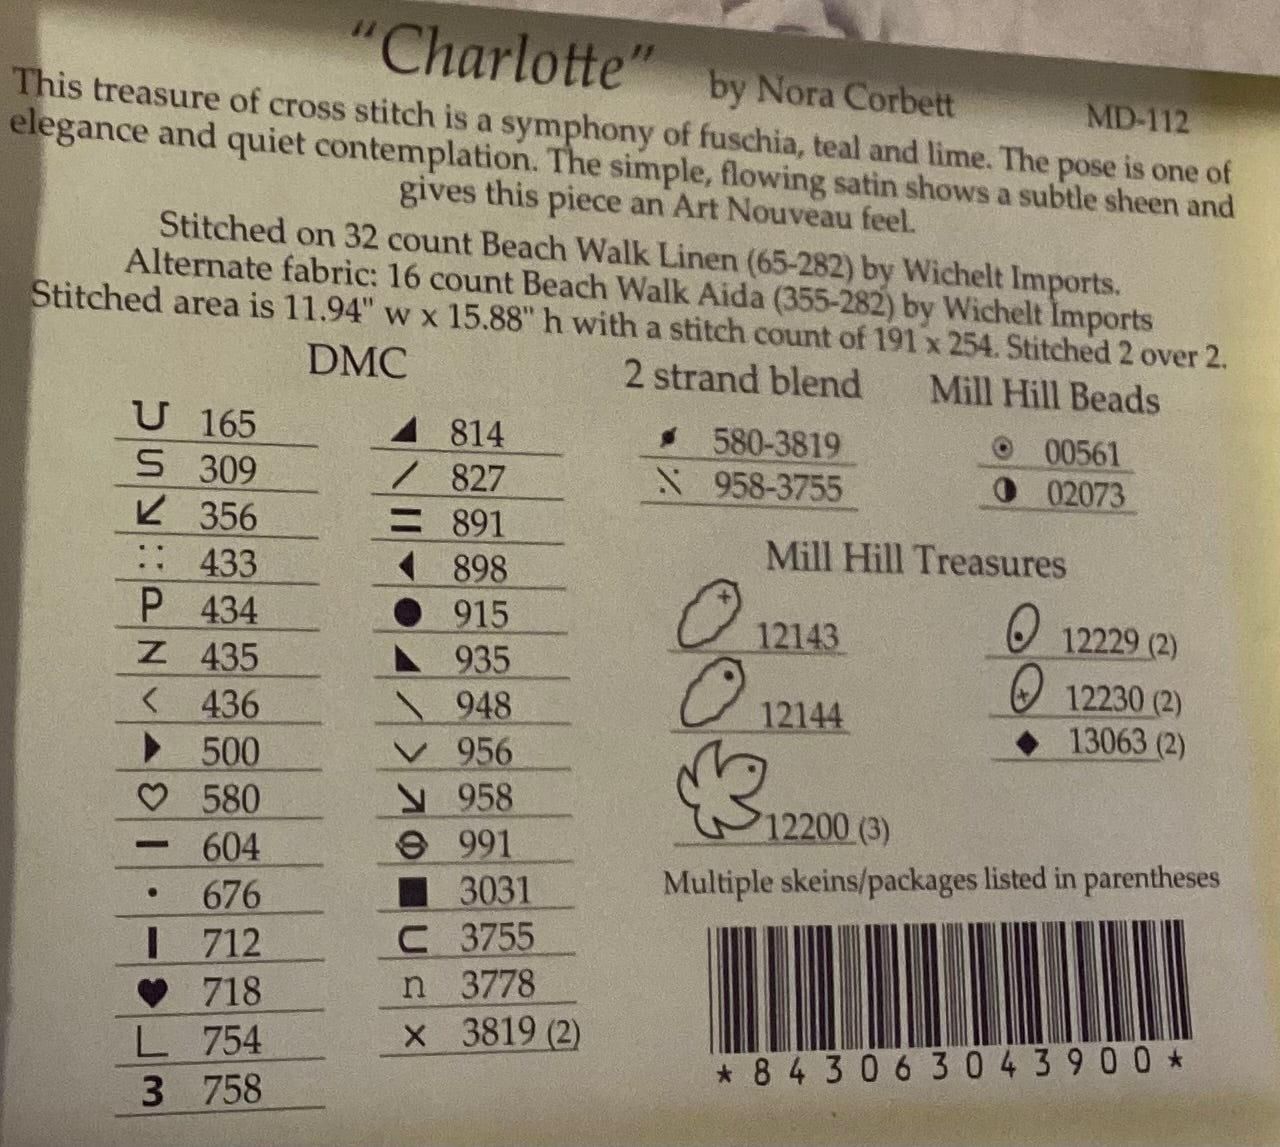 "Charlotte" by Nora Corbett MD-112
This treasure of cross stitch is a symphony of fuschia, teal and lime. The pose is one of
elegance and quiet contemplation. The simple, flowing satin shows a subtle sheen and
gives this piece an Art Nouveau feel.
Stitched on 32 count Beach Walk Linen (65-282) by Wichelt Imports.
Alternate fabric: 16 count Beach Walk Aida (355-282) by Wichelt Imports
Stitched area is 11.94" w x 15.88" h with a stitch count of 191 x 254. Stitched 2 over 2.
DMC
U 165
S 309
↙ 356
:: 433
P 434
Z 435
< 436
▶ 500
♡ 580
— 604
• 676
I 712
♥ 718
L 754
3 758
◢ 814
/ 827
= 891
◀ 898
● 915
◣ 935
\ 948
∨ 956
↘ 958
⊖ 991
■ 3031
⊂ 3755
n 3778
x 3819 (2)
2 strand blend
580-3819
958-3755
Mill Hill Beads
⊙ 00561
◑ 02073
Mill Hill Treasures
12143
12144
12200 (3)
12229 (2)
12230 (2)
◆ 13063 (2)
Multiple skeins/packages listed in parentheses
*843063043900*